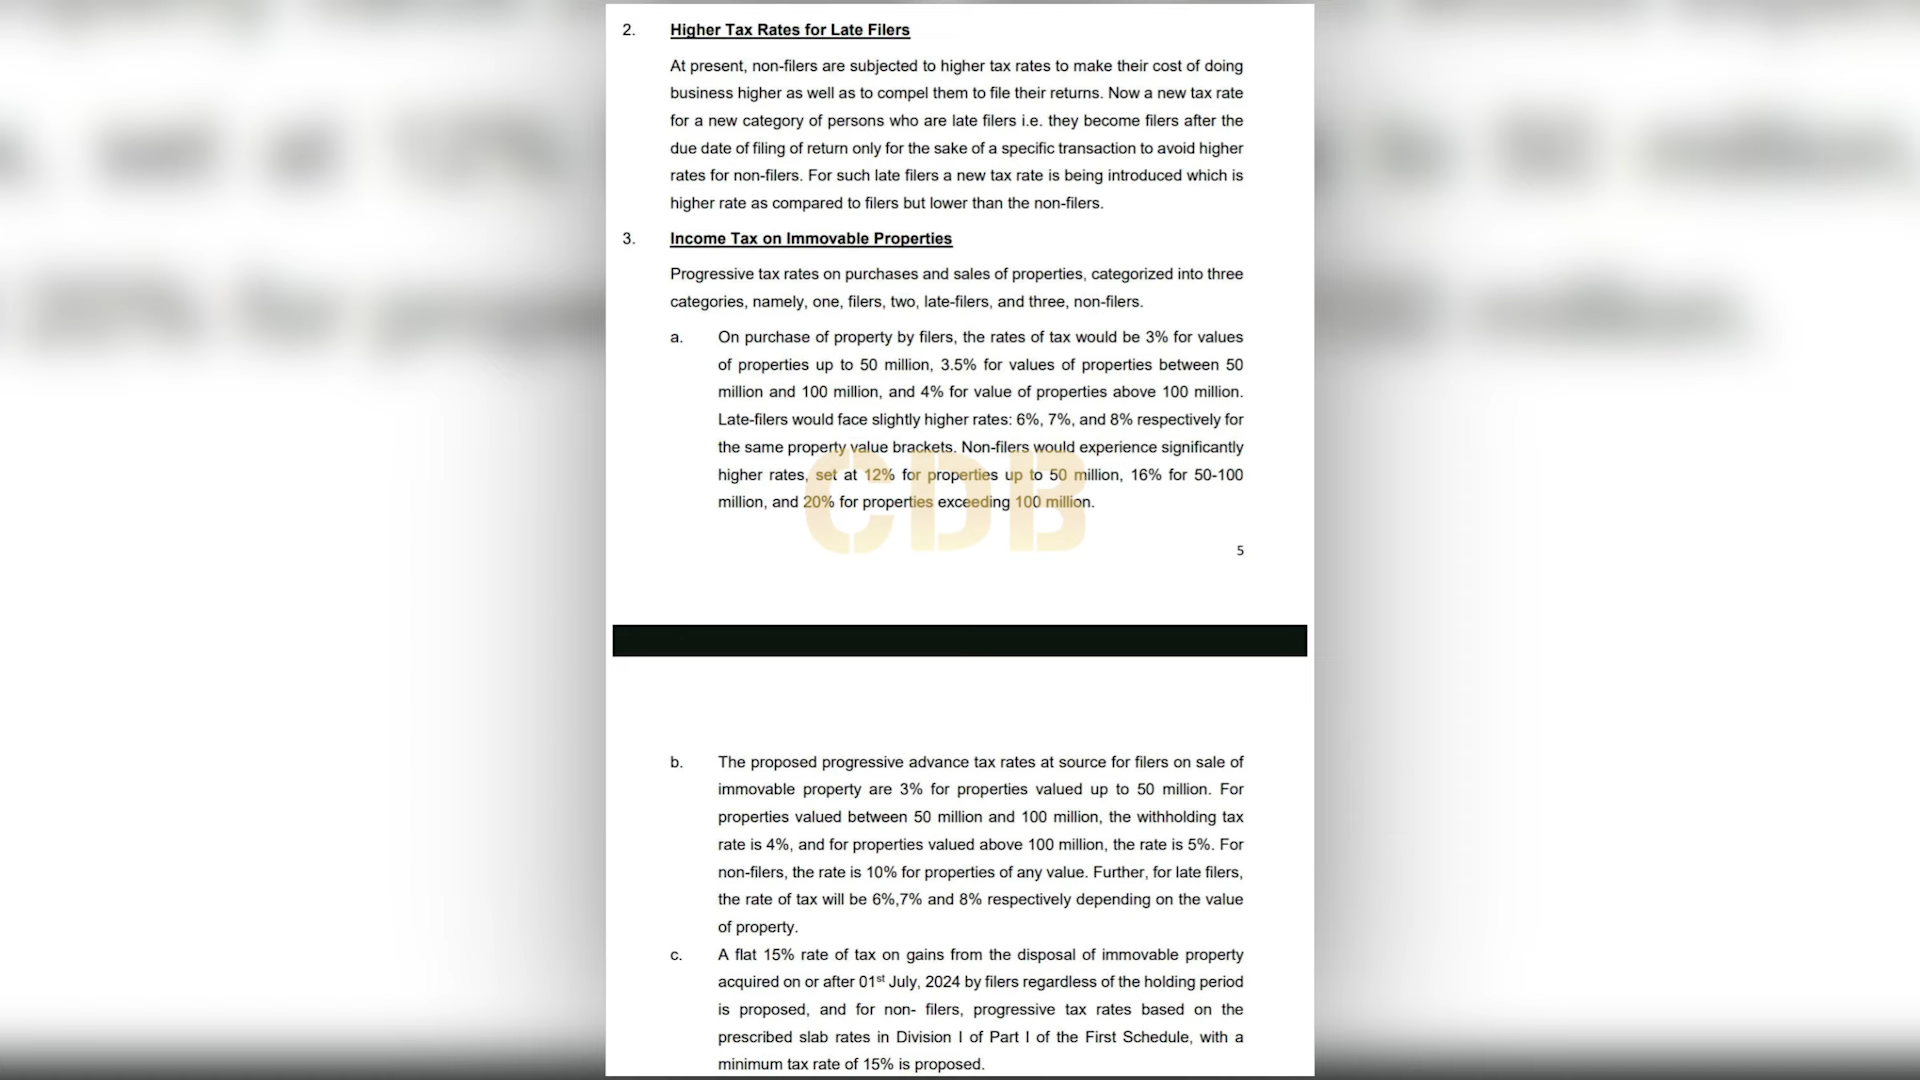 2. Higher Tax Rates for Late Filers
At present, non-filers are subjected to higher tax rates to make their cost of doing
business higher as well as to compel them to file their returns. Now a new tax rate
for a new category of persons who are late filers i.e. they become filers after the
due date of filing of return only for the sake of a specific transaction to avoid higher
rates for non-filers. For such late filers a new tax rate is being introduced which is
higher rate as compared to filers but lower than the non-filers.
3. Income Tax on Immovable Properties
Progressive tax rates on purchases and sales of properties, categorized into three
categories, namely, one, filers, two, late-filers, and three, non-filers.
a. On purchase of property by filers, the rates of tax would be 3% for values
of properties up to 50 million, 3.5% for values of properties between 50
million and 100 million, and 4% for value of properties above 100 million.
Late-filers would face slightly higher rates: 6%, 7%, and 8% respectively for
the same property value brackets. Non-filers would experience significantly
higher rates, set at 12% for properties up to 50 million, 16% for 50-100
million, and 20% for properties exceeding 100 million.
CDB
5
b. The proposed progressive advance tax rates at source for filers on sale of
immovable property are 3% for properties valued up to 50 million. For
properties valued between 50 million and 100 million, the withholding tax
rate is 4%, and for properties valued above 100 million, the rate is 5%. For
non-filers, the rate is 10% for properties of any value. Further, for late filers,
the rate of tax will be 6%,7% and 8% respectively depending on the value
of property.
c. A flat 15% rate of tax on gains from the disposal of immovable property
acquired on or after 01st July, 2024 by filers regardless of the holding period
is proposed, and for non- filers, progressive tax rates based on the
prescribed slab rates in Division I of Part I of the First Schedule, with a
minimum tax rate of 15% is proposed.